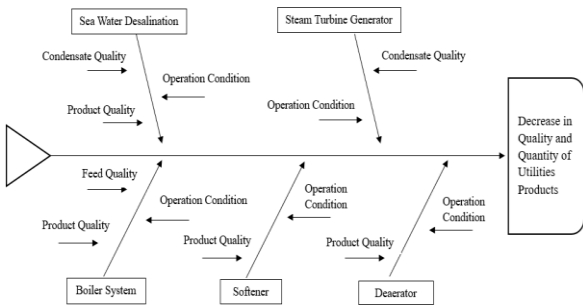 Sea Water Desalination
Steam Turbine Generator
Condensate Quality
Condensate Quality
Operation Condition
Operation Condition
Product Quality
Decrease in
Quality and
Quantity of
Utilities
Products
Feed Quality
Operation Condition
Operation
Condition
Operation
Condition
Product Quality
Product Quality
Product Quality
Boiler System
Softener
Deaerator